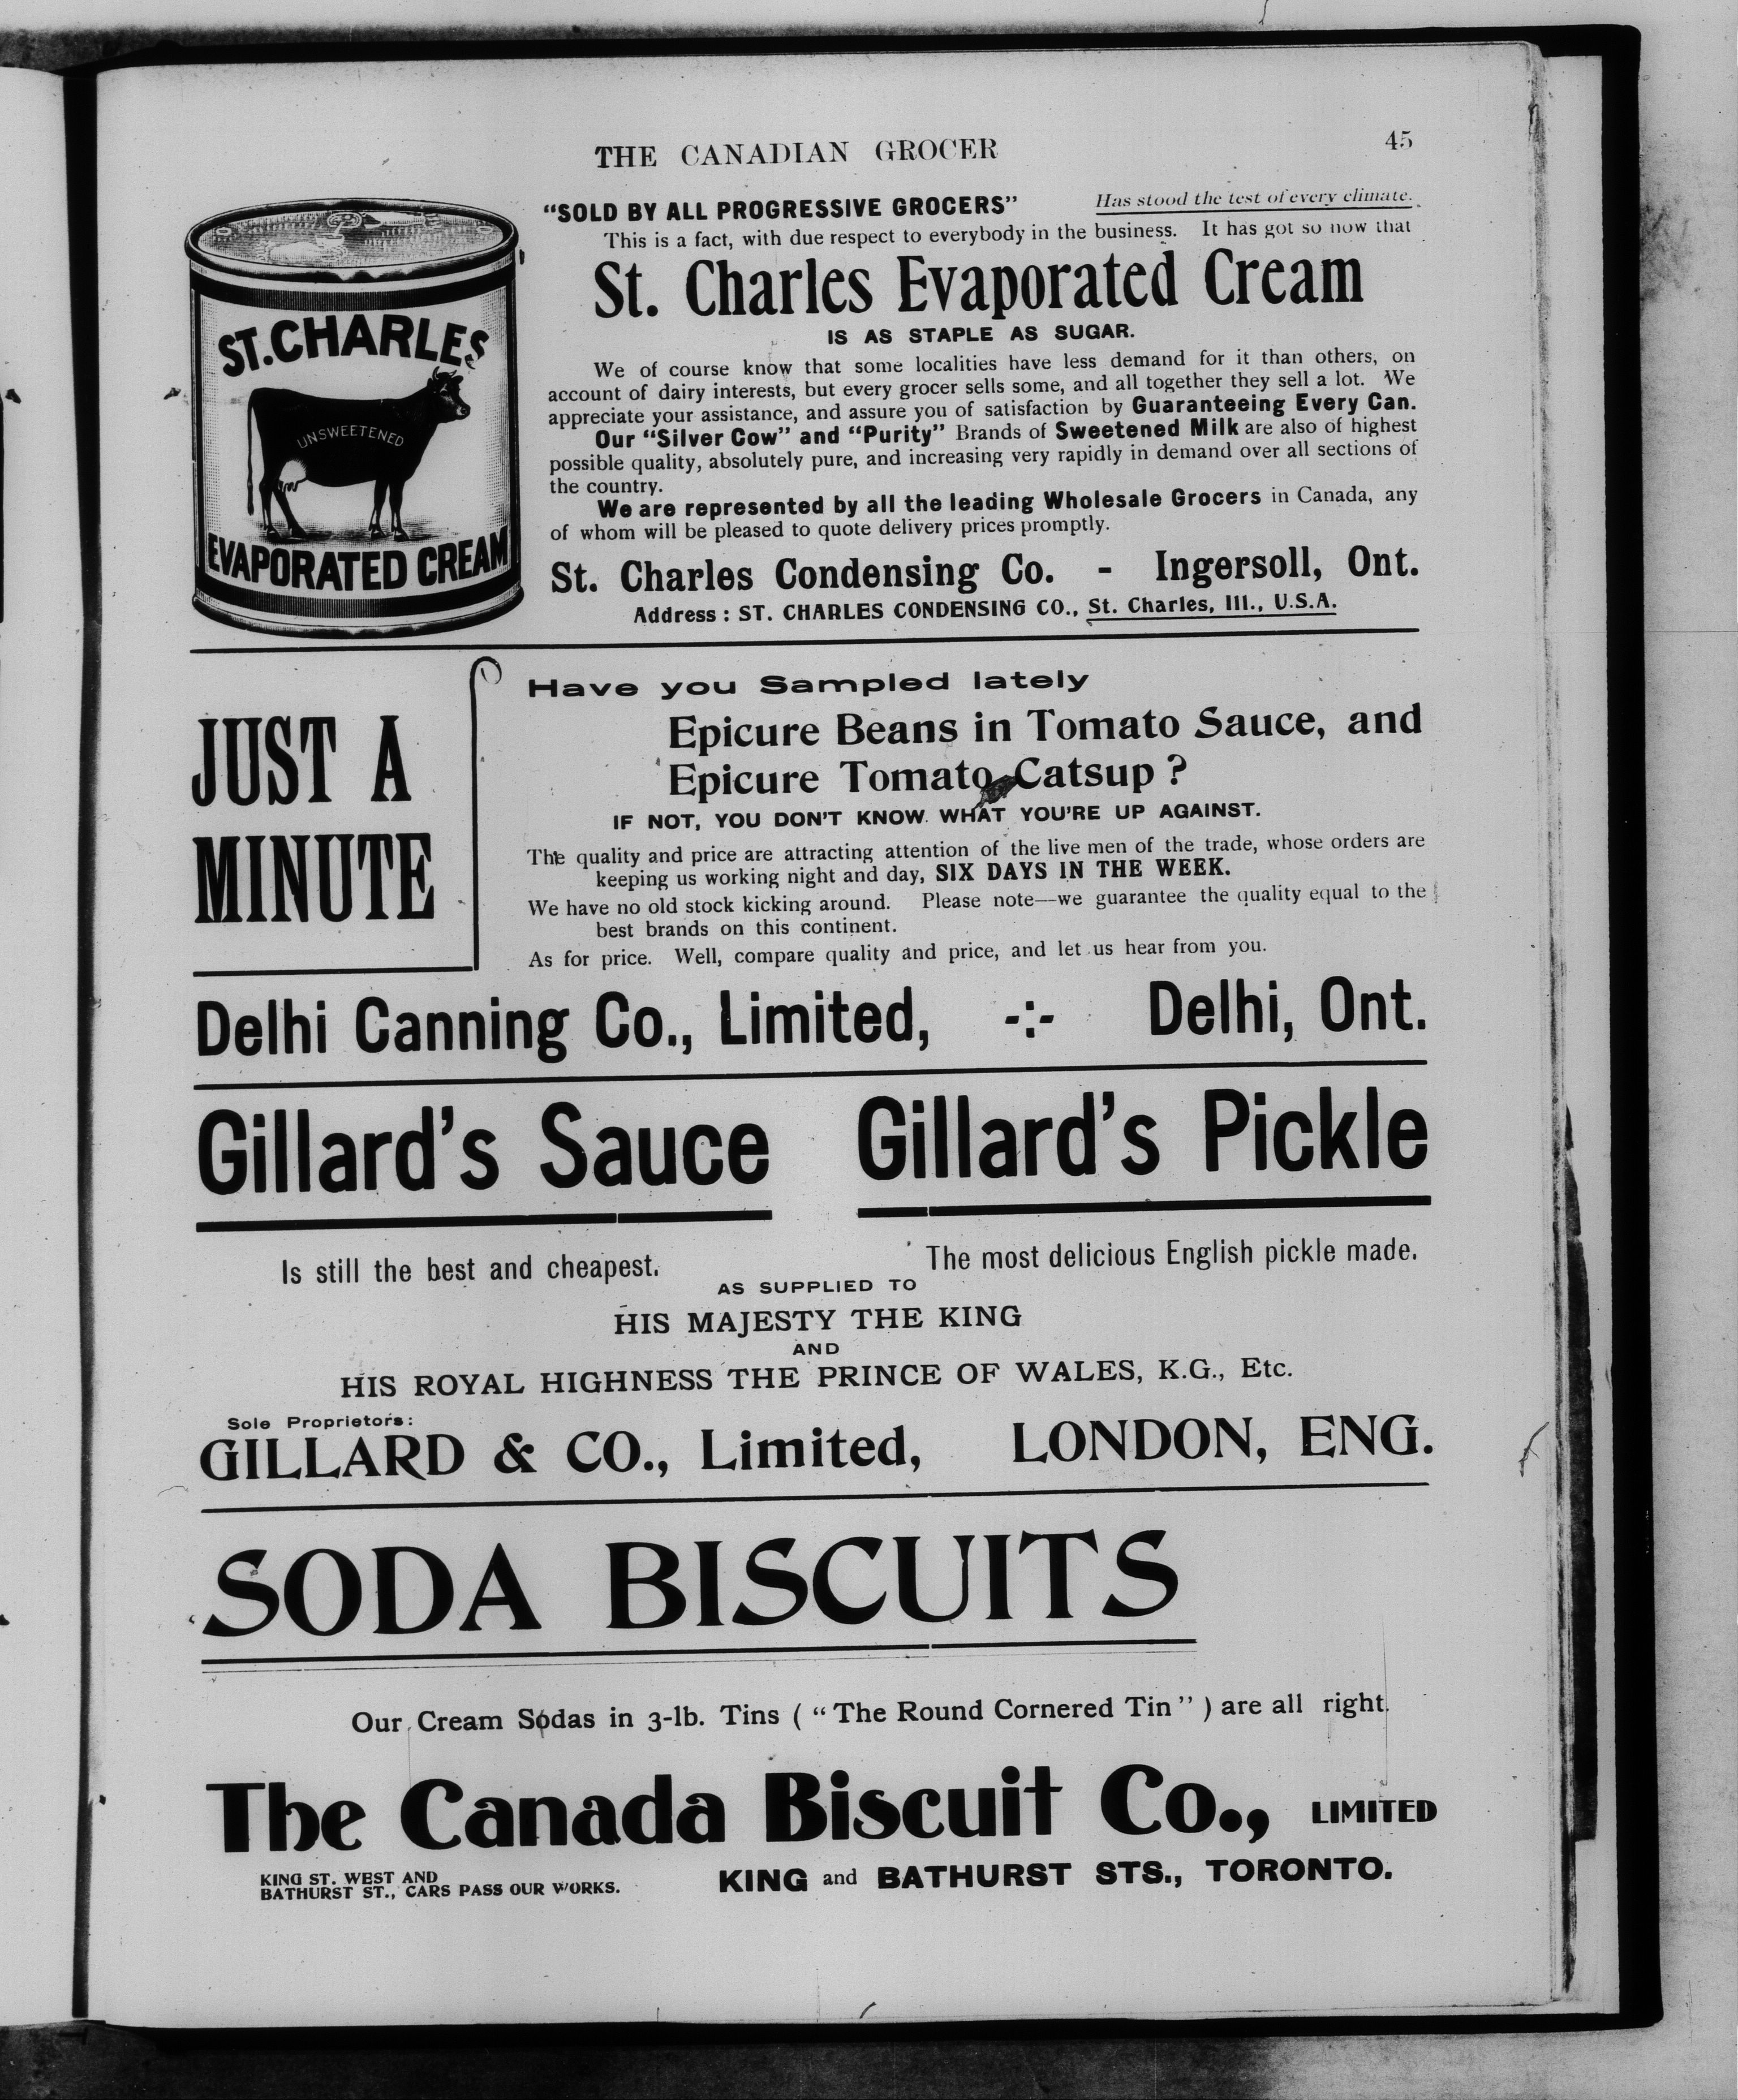 THE CANADIAN GROCER
45
ST. CHARLES
UNSWEETENED
EVAPORATED CREAM
"SOLD BY ALL PROGRESSIVE GROCERS"
Has stood the test of every climate.
This is a fact, with due respect to everybody in the business. It has got so now that
St. Charles Evaporated Cream
IS AS STAPLE AS SUGAR.
We of course know that some localities have less demand for it than others, on
account of dairy interests, but every grocer sells some, and all together they sell a lot. We
appreciate your assistance, and assure you of satisfaction by Guaranteeing Every Can.
Our "Silver Cow" and "Purity" Brands of Sweetened Milk are also of highest
possible quality, absolutely pure, and increasing very rapidly in demand over all sections of
the country.
We are represented by all the leading Wholesale Grocers in Canada, any
of whom will be pleased to quote delivery prices promptly.
St. Charles Condensing Co. - Ingersoll, Ont.
Address: ST. CHARLES CONDENSING CO., St. Charles, Ill., U.S.A.
JUST A
MINUTE
Have you Sampled lately
Epicure Beans in Tomato Sauce, and
Epicure Tomato Catsup?
IF NOT, YOU DON'T KNOW WHAT YOU'RE UP AGAINST.
The quality and price are attracting attention of the live men of the trade, whose orders are
keeping us working night and day, SIX DAYS IN THE WEEK.
We have no old stock kicking around. Please note—we guarantee the quality equal to the
best brands on this continent.
As for price. Well, compare quality and price, and let us hear from you.
Delhi Canning Co., Limited, -:- Delhi, Ont.
Gillard's Sauce
Gillard's Pickle
Is still the best and cheapest.
The most delicious English pickle made.
AS SUPPLIED TO
HIS MAJESTY THE KING
AND
HIS ROYAL HIGHNESS THE PRINCE OF WALES, K.G., Etc.
Sole Proprietors:
GILLARD & CO., Limited, LONDON, ENG.
SODA BISCUITS
Our Cream Sodas in 3-lb. Tins ("The Round Cornered Tin") are all right.
The Canada Biscuit Co., LIMITED
KING ST. WEST AND
BATHURST ST., CARS PASS OUR WORKS.
KING and BATHURST STS., TORONTO.